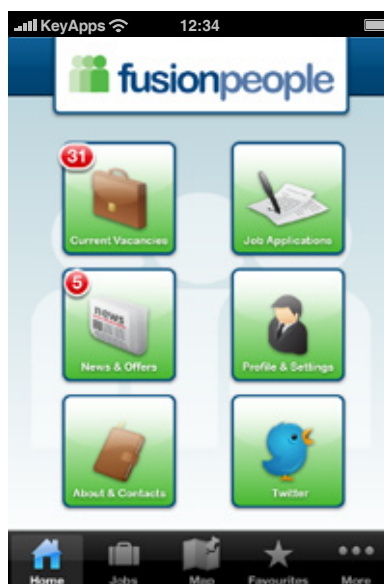 KeyApps 12:34
fusionpeople
31
Current Vacancies
Job Applications
5
news
News & Offers
Profile & Settings
About & Contacts
Twitter
Home Jobs Map Favourites More